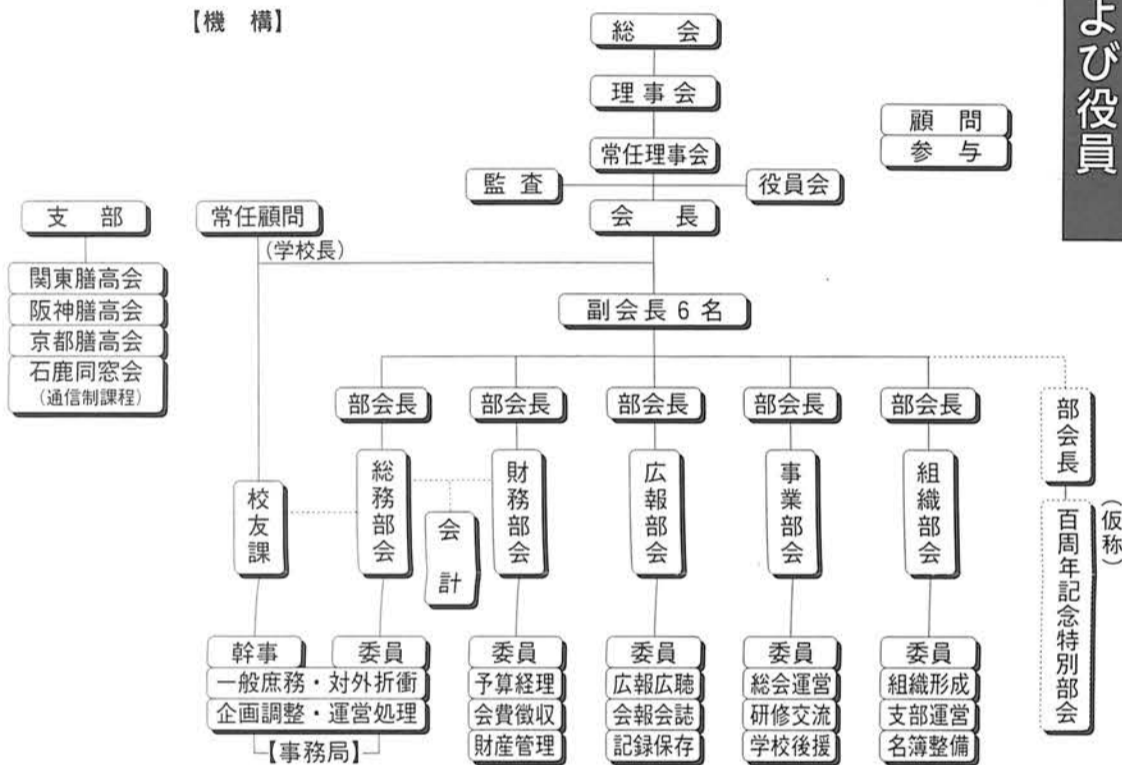 よび役員
【機　構】
総　会
理事会
常任理事会
顧　問
参　与
監　査
役員会
会　長
支　部
常任顧問
(学校長)
関東膳高会
阪神膳高会
京都膳高会
石鹿同窓会
(通信制課程)
副会長6名
部会長
部会長
部会長
部会長
部会長
部会長
校友課
総務部会
会　計
財務部会
広報部会
事業部会
組織部会
百周年記念特別部会
(仮称)
幹事
委員
一般庶務・対外折衝
企画調整・運営処理
【事務局】
委員
予算経理
会費徴収
財産管理
委員
広報広聴
会報会誌
記録保存
委員
総会運営
研修交流
学校後援
委員
組織形成
支部運営
名簿整備